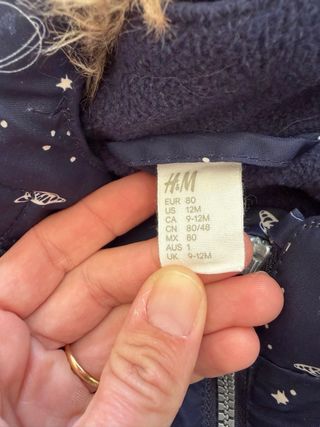 H&M
EUR 80
US 12M
CA 9-12M
CN 80/48
MX 80
AUS 1
UK 9-12M